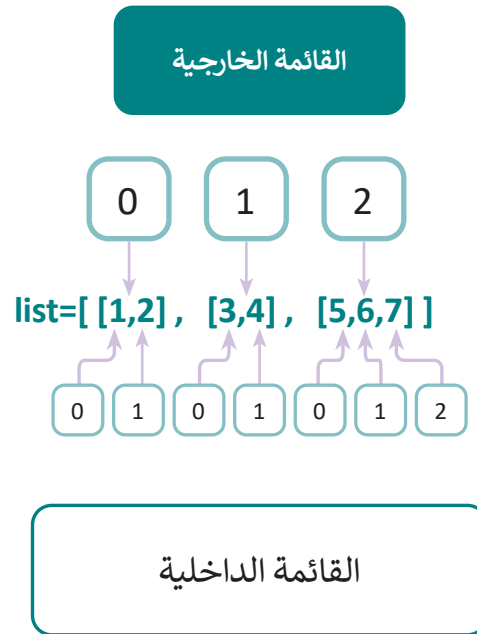 القائمة الخارجية
0 1 2
list=[ [1,2] , [3,4] , [5,6,7] ]
0 1 0 1 0 1 2
القائمة الداخلية